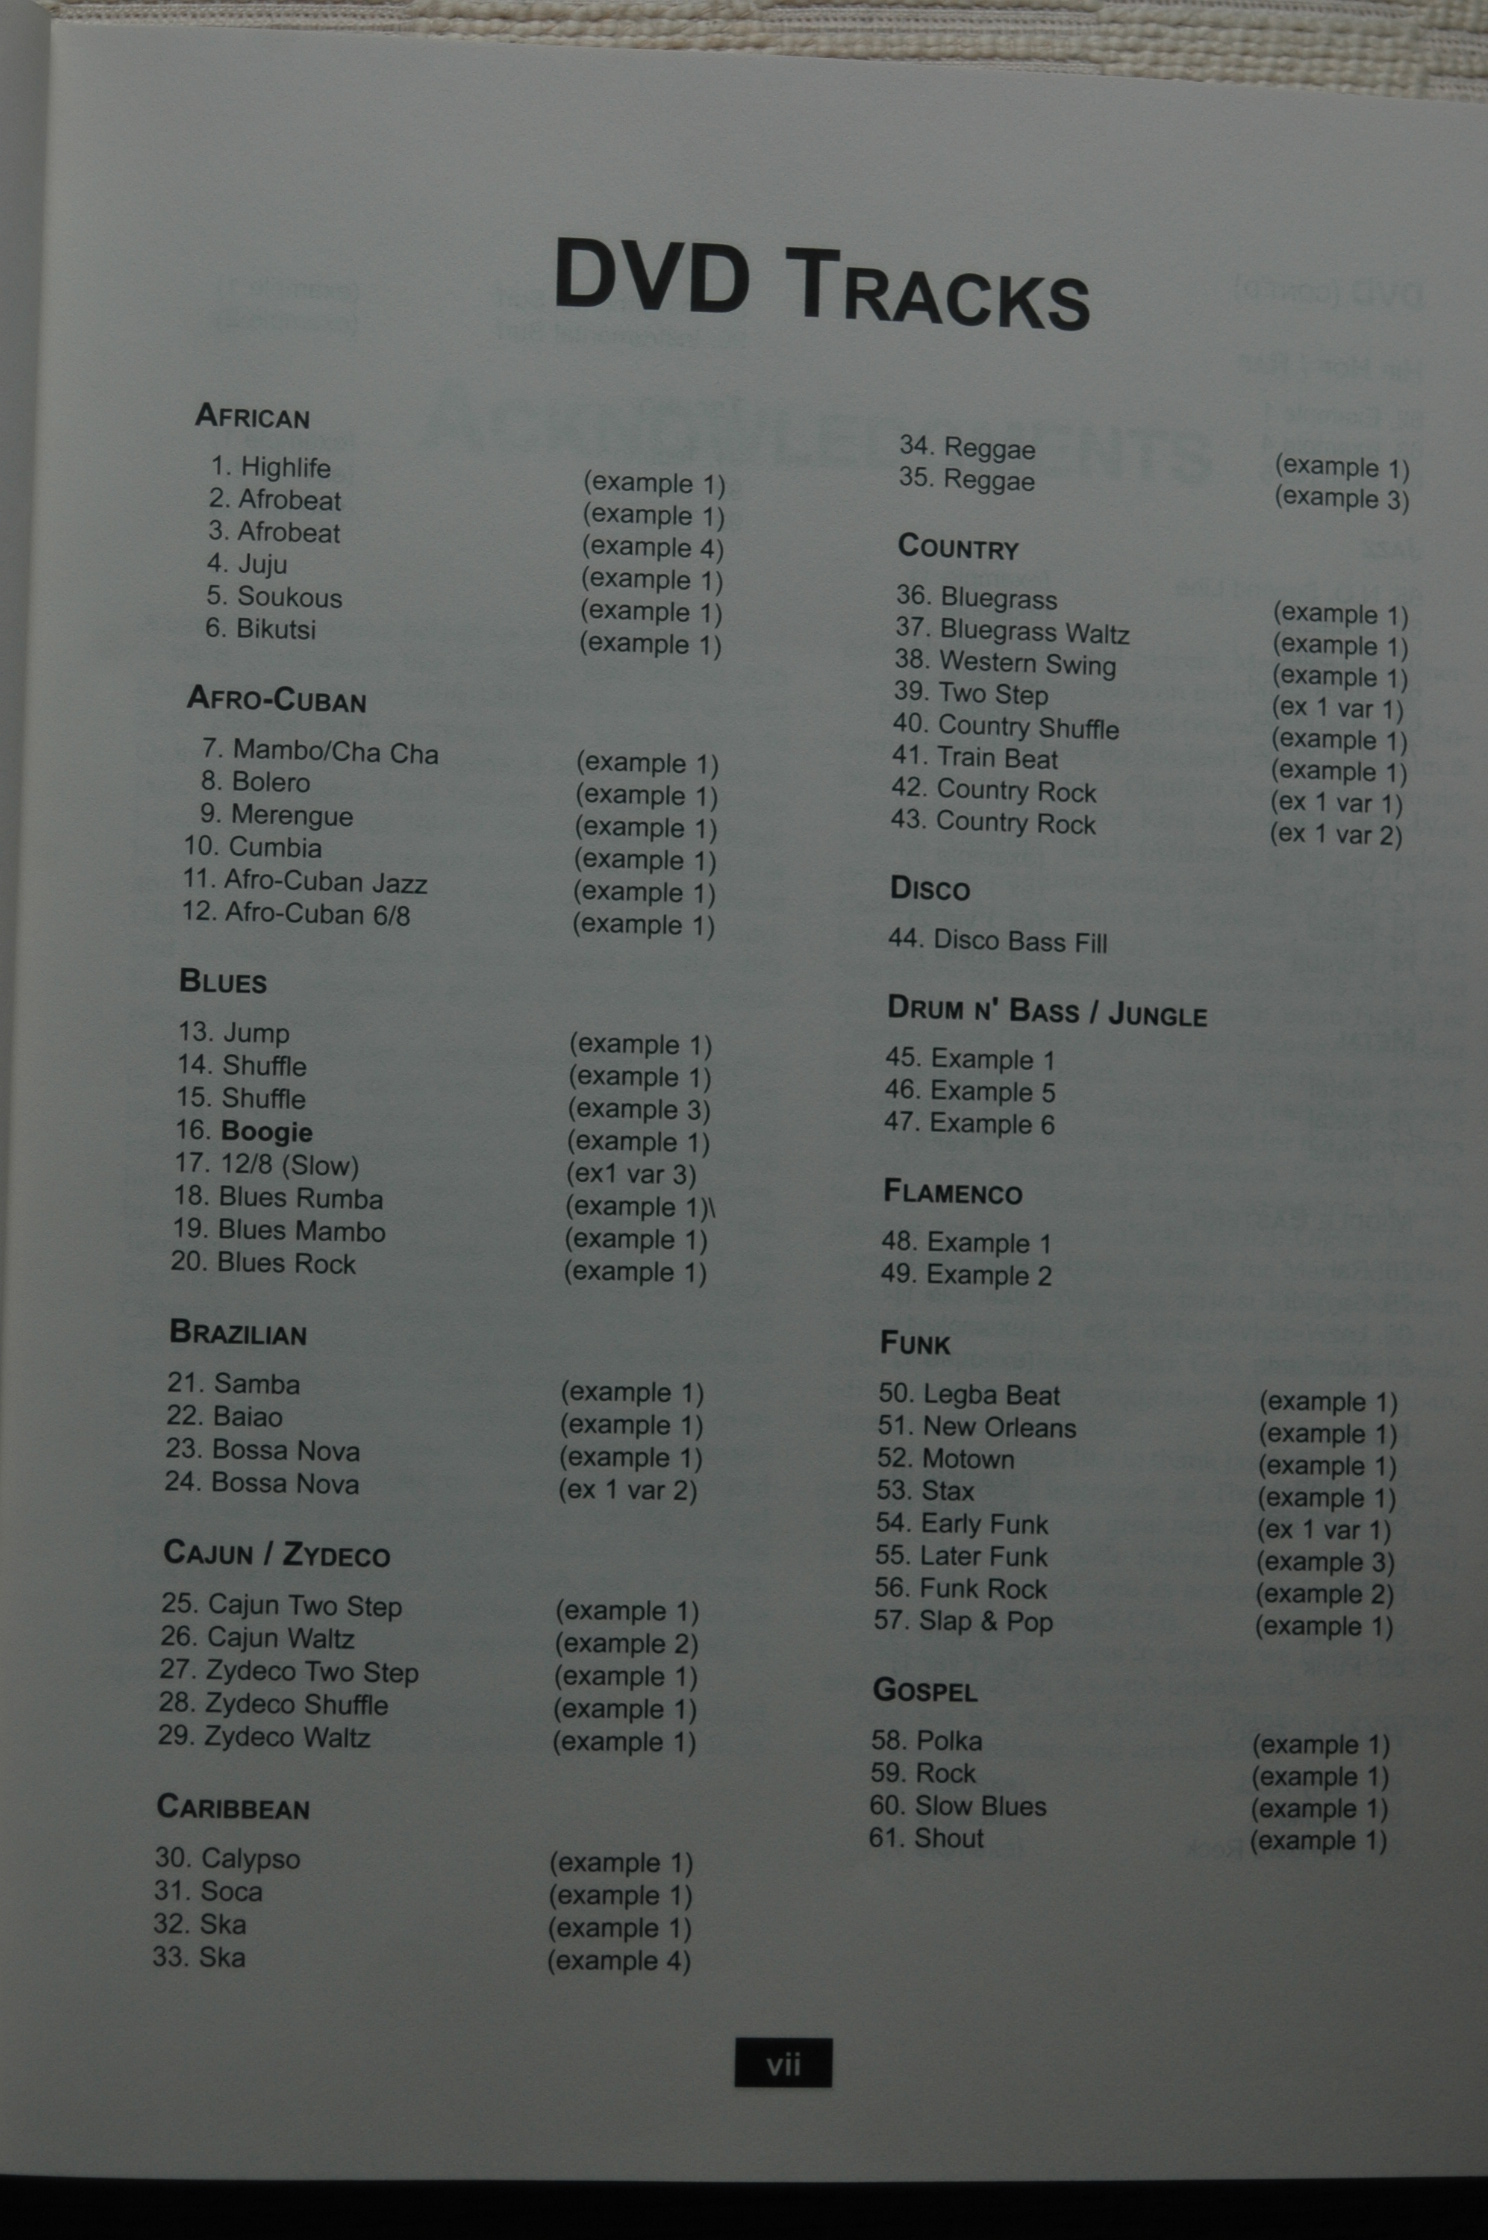 DVD TRACKS
AFRICAN
1. Highlife (example 1)
2. Afrobeat (example 1)
3. Afrobeat (example 4)
4. Juju (example 1)
5. Soukous (example 1)
6. Bikutsi (example 1)
AFRO-CUBAN
7. Mambo/Cha Cha (example 1)
8. Bolero (example 1)
9. Merengue (example 1)
10. Cumbia (example 1)
11. Afro-Cuban Jazz (example 1)
12. Afro-Cuban 6/8 (example 1)
BLUES
13. Jump (example 1)
14. Shuffle (example 1)
15. Shuffle (example 3)
16. Boogie (example 1)
17. 12/8 (Slow) (ex1 var 3)
18. Blues Rumba (example 1)\
19. Blues Mambo (example 1)
20. Blues Rock (example 1)
BRAZILIAN
21. Samba (example 1)
22. Baiao (example 1)
23. Bossa Nova (example 1)
24. Bossa Nova (ex 1 var 2)
CAJUN / ZYDECO
25. Cajun Two Step (example 1)
26. Cajun Waltz (example 2)
27. Zydeco Two Step (example 1)
28. Zydeco Shuffle (example 1)
29. Zydeco Waltz (example 1)
CARIBBEAN
30. Calypso (example 1)
31. Soca (example 1)
32. Ska (example 1)
33. Ska (example 4)
34. Reggae (example 1)
35. Reggae (example 3)
COUNTRY
36. Bluegrass (example 1)
37. Bluegrass Waltz (example 1)
38. Western Swing (example 1)
39. Two Step (ex 1 var 1)
40. Country Shuffle (example 1)
41. Train Beat (example 1)
42. Country Rock (ex 1 var 1)
43. Country Rock (ex 1 var 2)
DISCO
44. Disco Bass Fill
DRUM N' BASS / JUNGLE
45. Example 1
46. Example 5
47. Example 6
FLAMENCO
48. Example 1
49. Example 2
FUNK
50. Legba Beat (example 1)
51. New Orleans (example 1)
52. Motown (example 1)
53. Stax (example 1)
54. Early Funk (ex 1 var 1)
55. Later Funk (example 3)
56. Funk Rock (example 2)
57. Slap & Pop (example 1)
GOSPEL
58. Polka (example 1)
59. Rock (example 1)
60. Slow Blues (example 1)
61. Shout (example 1)
vii